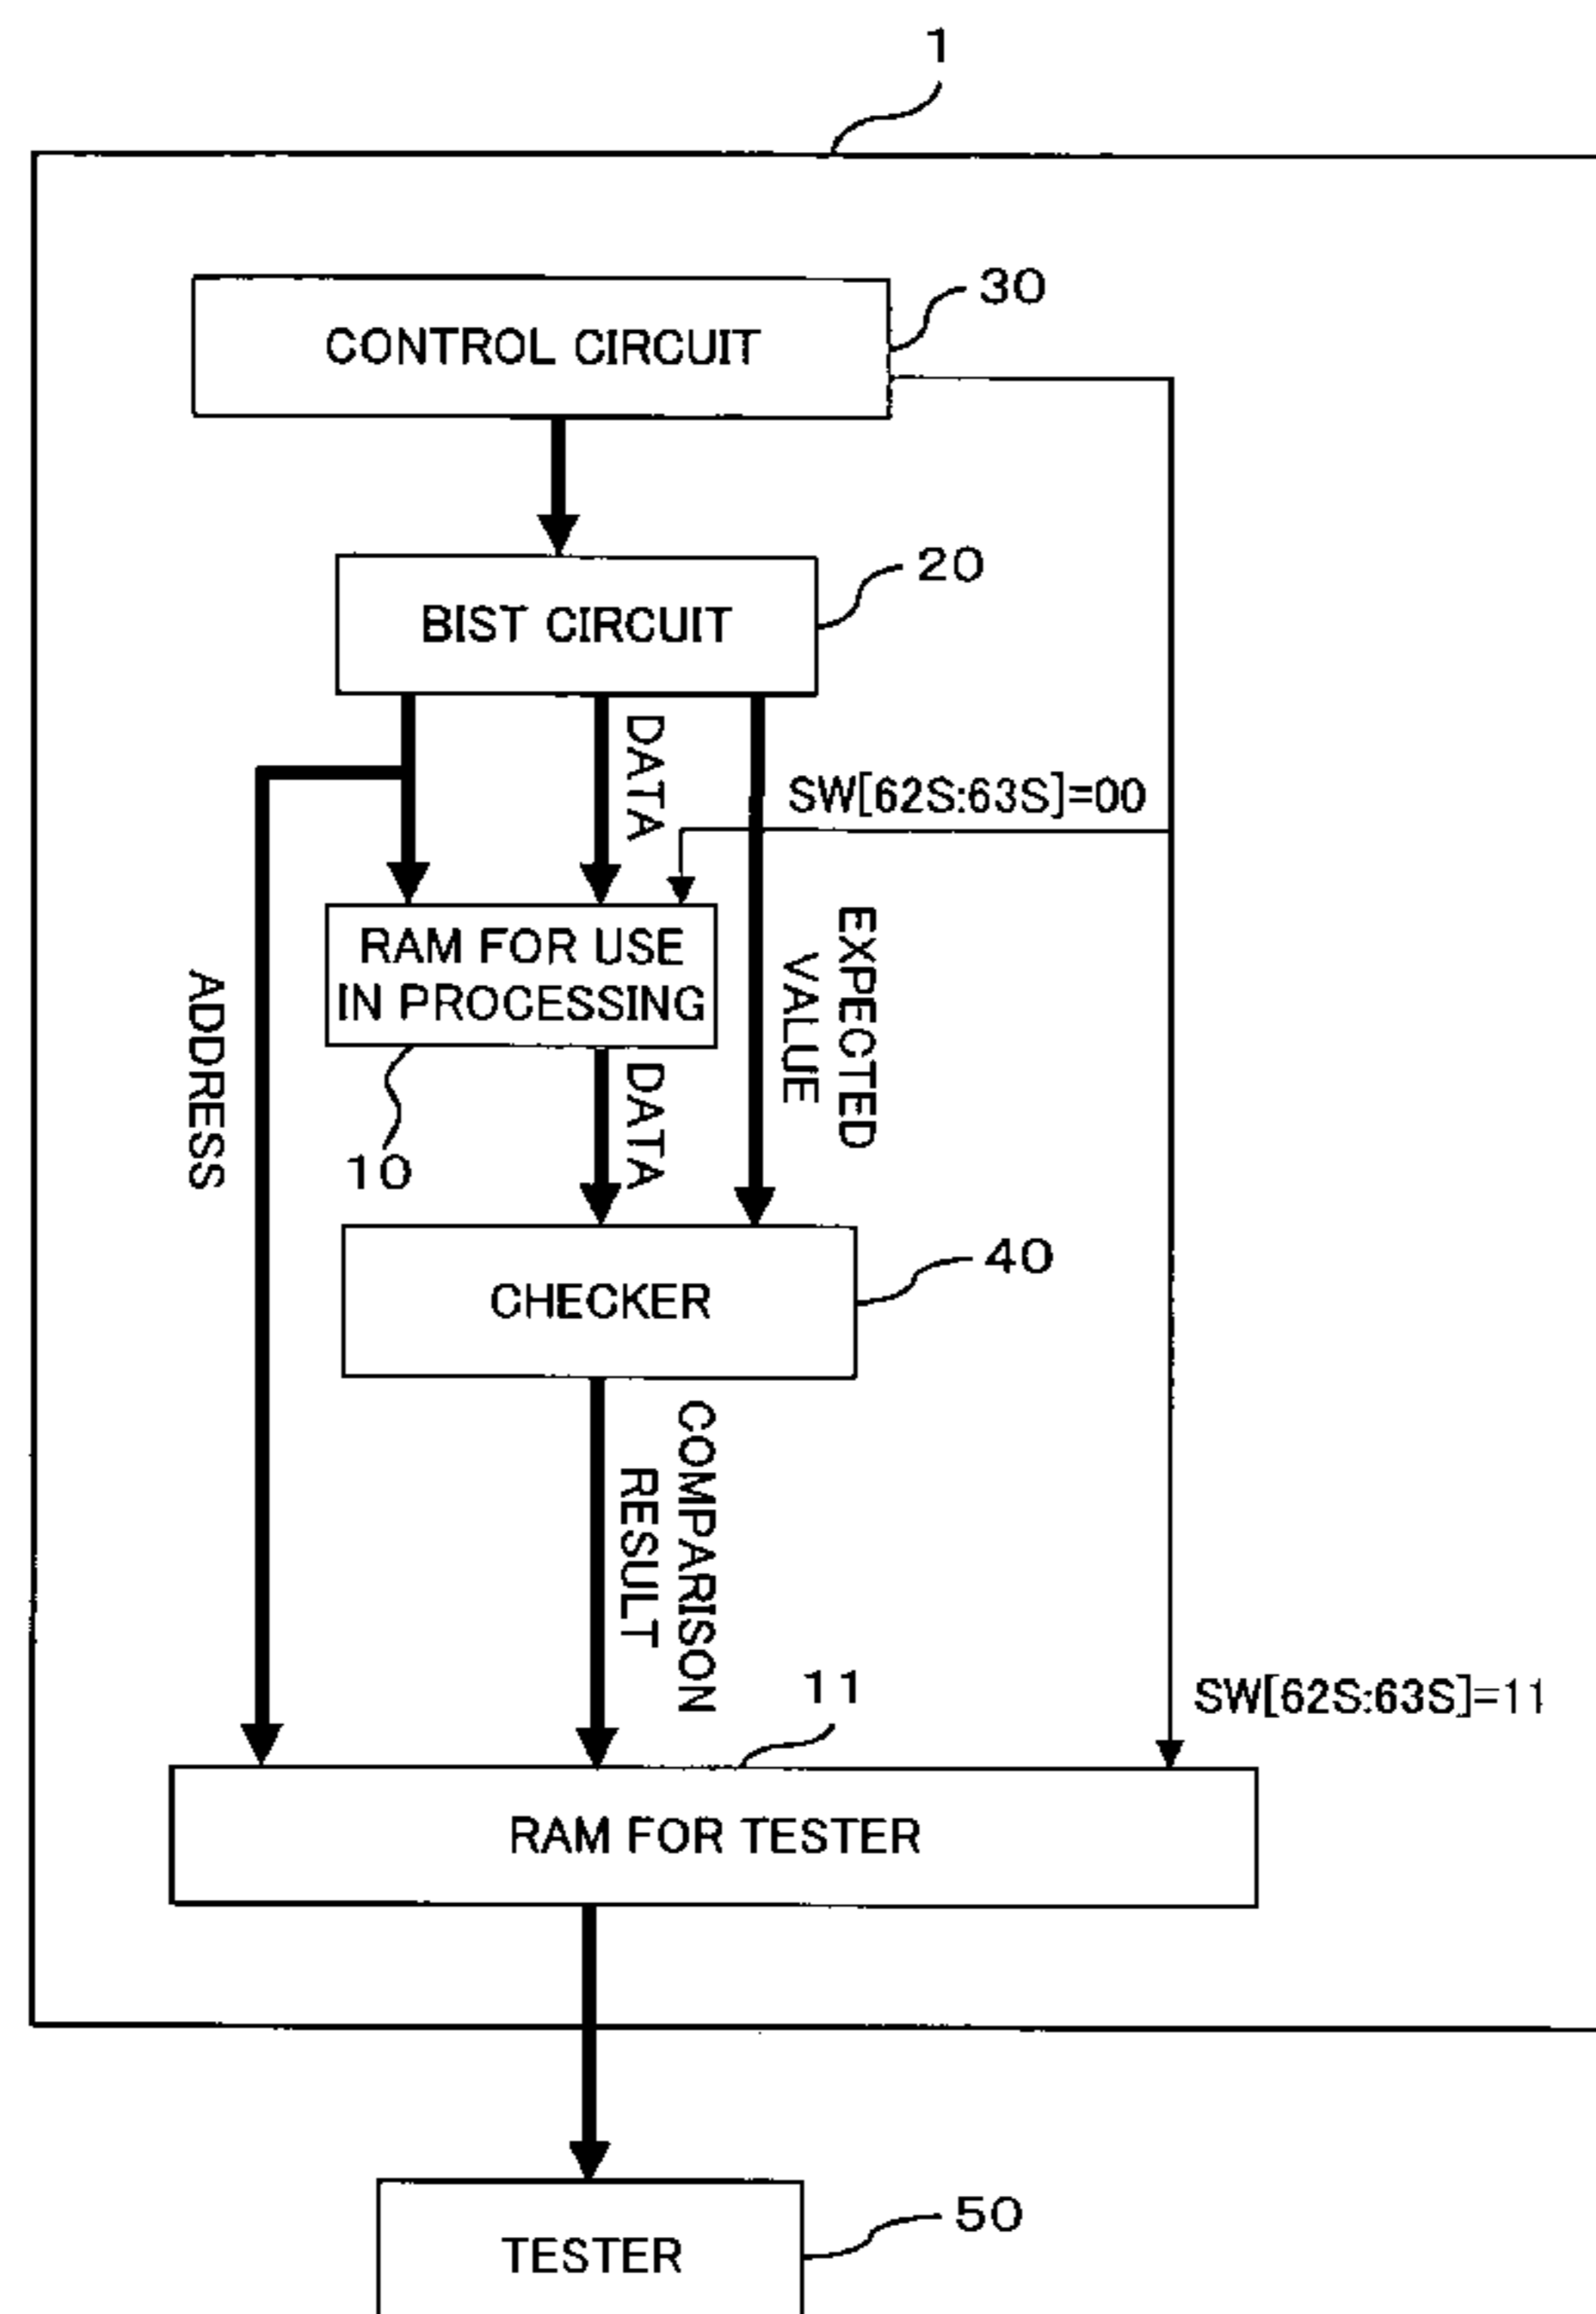 1
CONTROL CIRCUIT
30
BIST CIRCUIT
20
DATA
SW[62S:63S]=00
RAM FOR USE
IN PROCESSING
EXPECTED
VALUE
ADDRESS
DATA
10
CHECKER
40
COMPARISON
RESULT
11
SW[62S:63S]=11
RAM FOR TESTER
TESTER
50